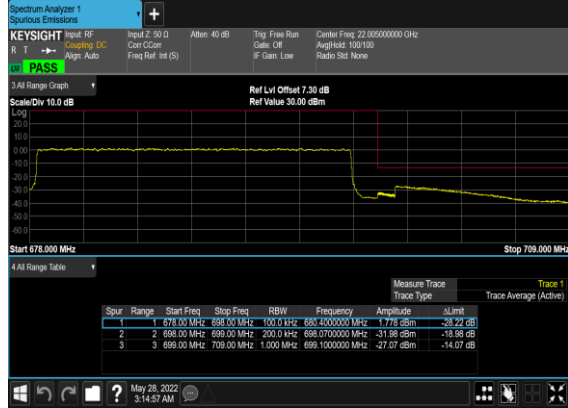 Spectrum Analyzer 1
Spurious Emissions
KEYSIGHT Input: RF Input Z: 50 Ω Atten: 40 dB Trig: Free Run Center Freq: 22.005000000 GHz
R T Coupling: DC Corr CCorr Gate: Off Avg|Hold: 100/100
Align: Auto Freq Ref: Int (S) IF Gain: Low Radio Std: None
PASS
3 All Range Graph
Ref Lvl Offset 7.30 dB
Scale/Div 10.0 dB Ref Value 30.00 dBm
Log
20.0
10.0
0.00
-10.0
-20.0
-30.0
-40.0
-50.0
-60.0
Start 678.000 MHz Stop 709.000 MHz
4 All Range Table
Measure Trace Trace 1
Trace Type Trace Average (Active)
Spur Range Start Freq Stop Freq RBW Frequency Amplitude ΔLimit
1 1 678.00 MHz 698.00 MHz 100.0 kHz 680.4000000 MHz 1.778 dBm -28.22 dB
2 2 698.00 MHz 699.00 MHz 200.0 kHz 698.0700000 MHz -31.98 dBm -18.98 dB
3 3 699.00 MHz 709.00 MHz 1.000 MHz 699.1000000 MHz -27.07 dBm -14.07 dB
May 28, 2022
3:14:57 AM